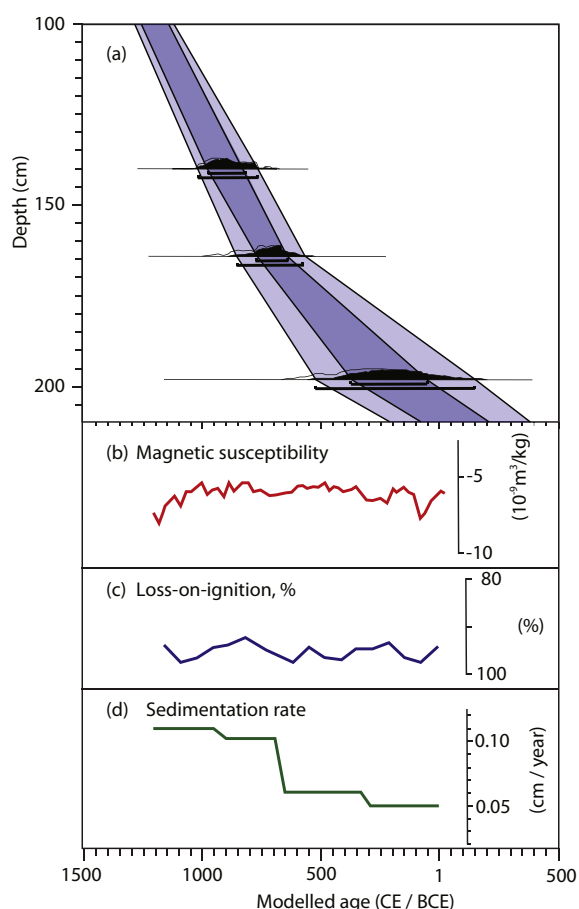 100
(a)
Depth (cm)
150
200
(b) Magnetic susceptibility
-5
-10
(10⁻⁹m³/kg)
(c) Loss-on-ignition, %
80
(%)
100
(d) Sedimentation rate
0.10
0.05
(cm / year)
1500 1000 500 1 500
Modelled age (CE / BCE)